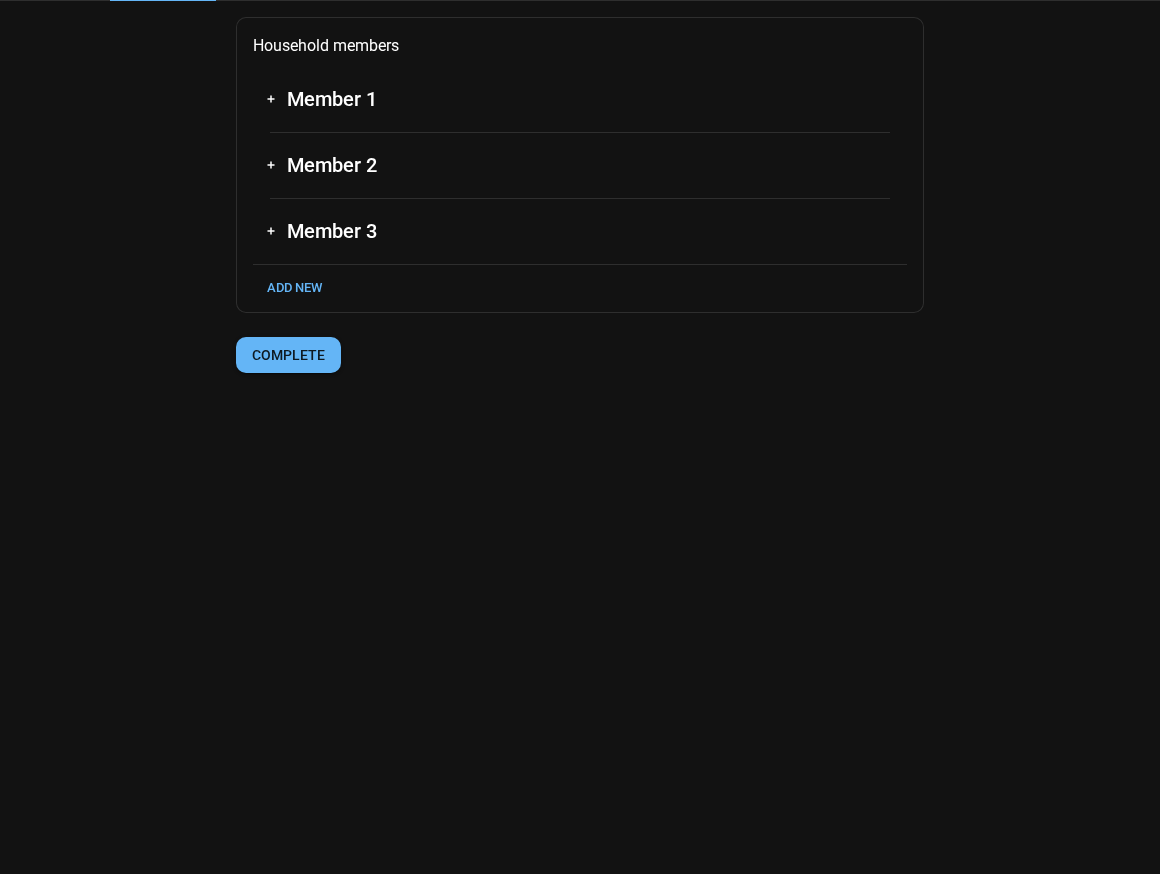 Household members
+ Member 1
+ Member 2
+ Member 3
ADD NEW
COMPLETE